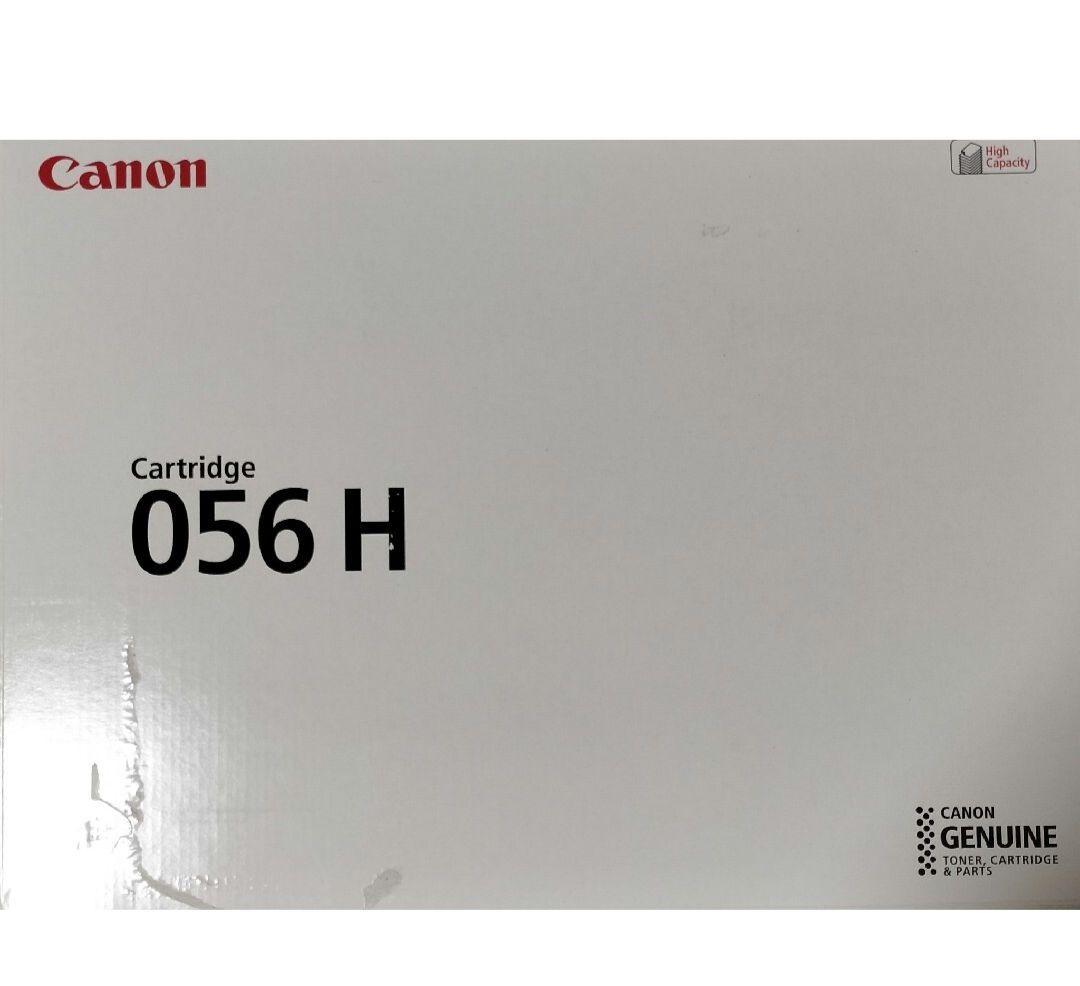 Canon
High
Capacity
Cartridge
056 H
CANON
GENUINE
TONER, CARTRIDGE
& PARTS